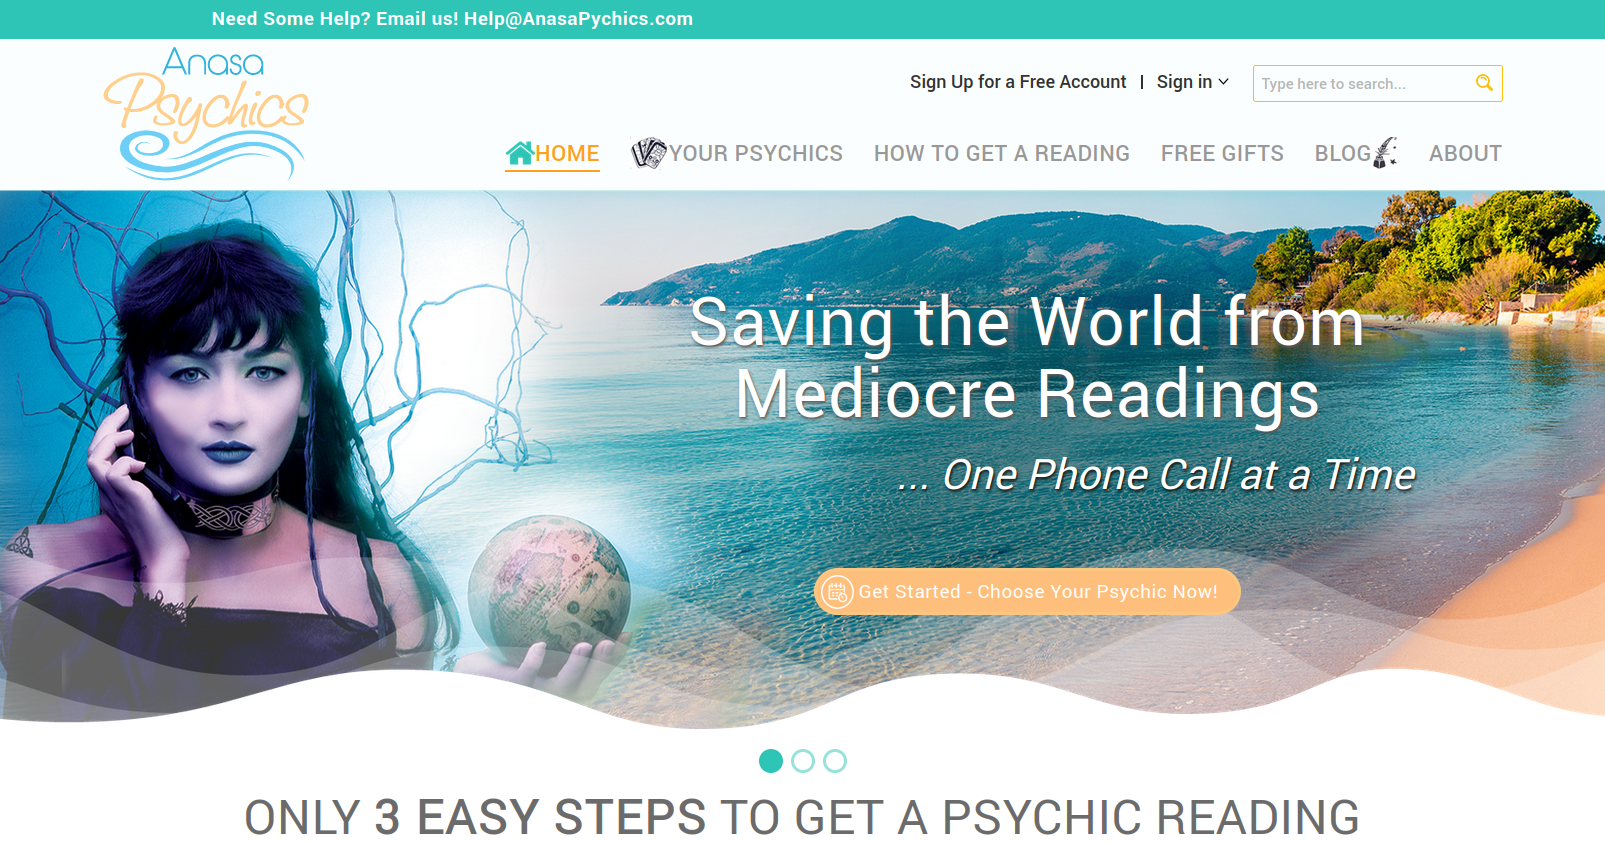 Need Some Help? Email us! Help@AnasaPychics.com
Anasa
Psychics
Sign Up for a Free Account | Sign in
Type here to search...
HOME YOUR PSYCHICS HOW TO GET A READING FREE GIFTS BLOG ABOUT
Saving the World from
Mediocre Readings
... One Phone Call at a Time
Get Started - Choose Your Psychic Now!
ONLY 3 EASY STEPS TO GET A PSYCHIC READING